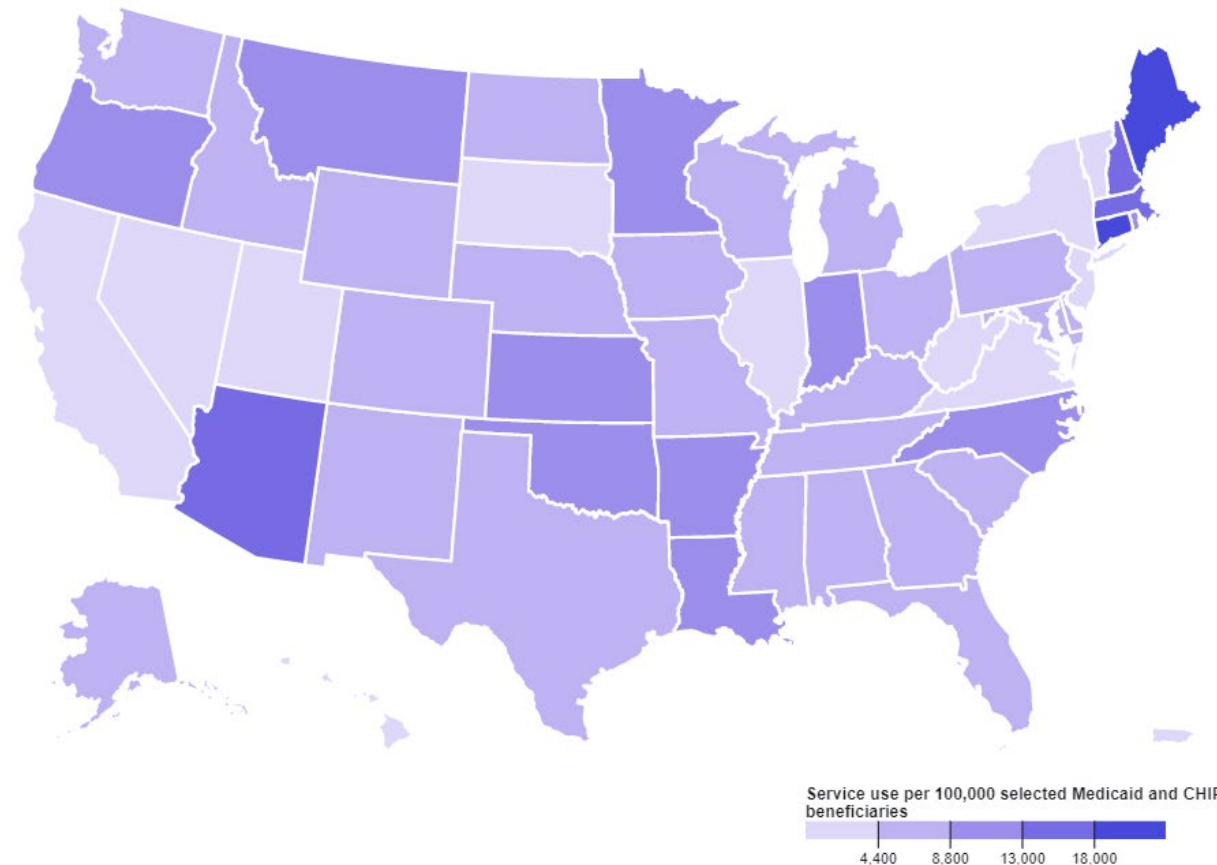 Service use per 100,000 selected Medicaid and CHIP
beneficiaries
4,400 8,800 13,000 18,000